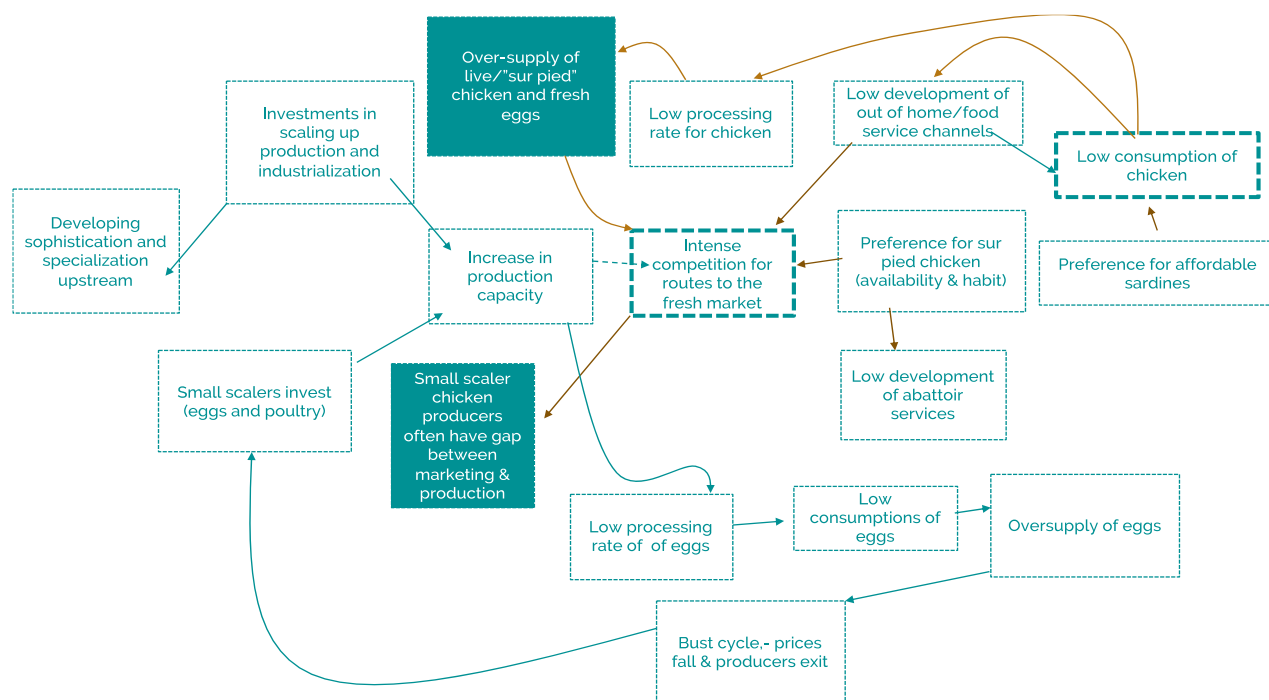 Over-supply of
live/"sur pied"
chicken and fresh
eggs
Low processing
rate for chicken
Low development of
out of home/food
service channels
Low consumption of
chicken
Investments in
scaling up
production and
industrialization
Developing
sophistication and
specialization
upstream
Increase in
production
capacity
Intense
competition for
routes to the
fresh market
Preference for sur
pied chicken
(availability & habit)
Preference for affordable
sardines
Small scalers invest
(eggs and poultry)
Small scaler
chicken
producers
often have gap
between
marketing &
production
Low development
of abattoir
services
Low processing
rate of  of eggs
Low
consumptions of
eggs
Oversupply of eggs
Bust cycle,- prices
fall & producers exit